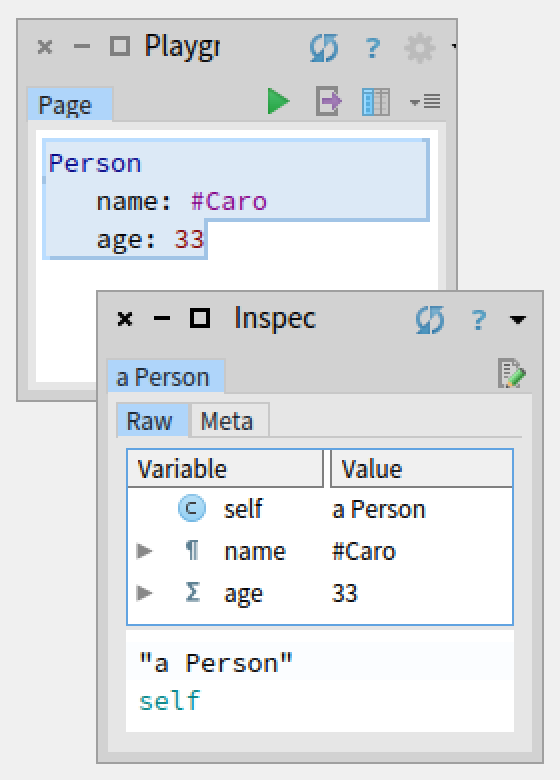 Playgr
?
Page
Person
name: #Caro
age: 33
Inspec
?
a Person
Raw Meta
Variable Value
C self a Person
¶ name #Caro
Σ age 33
"a Person"
self